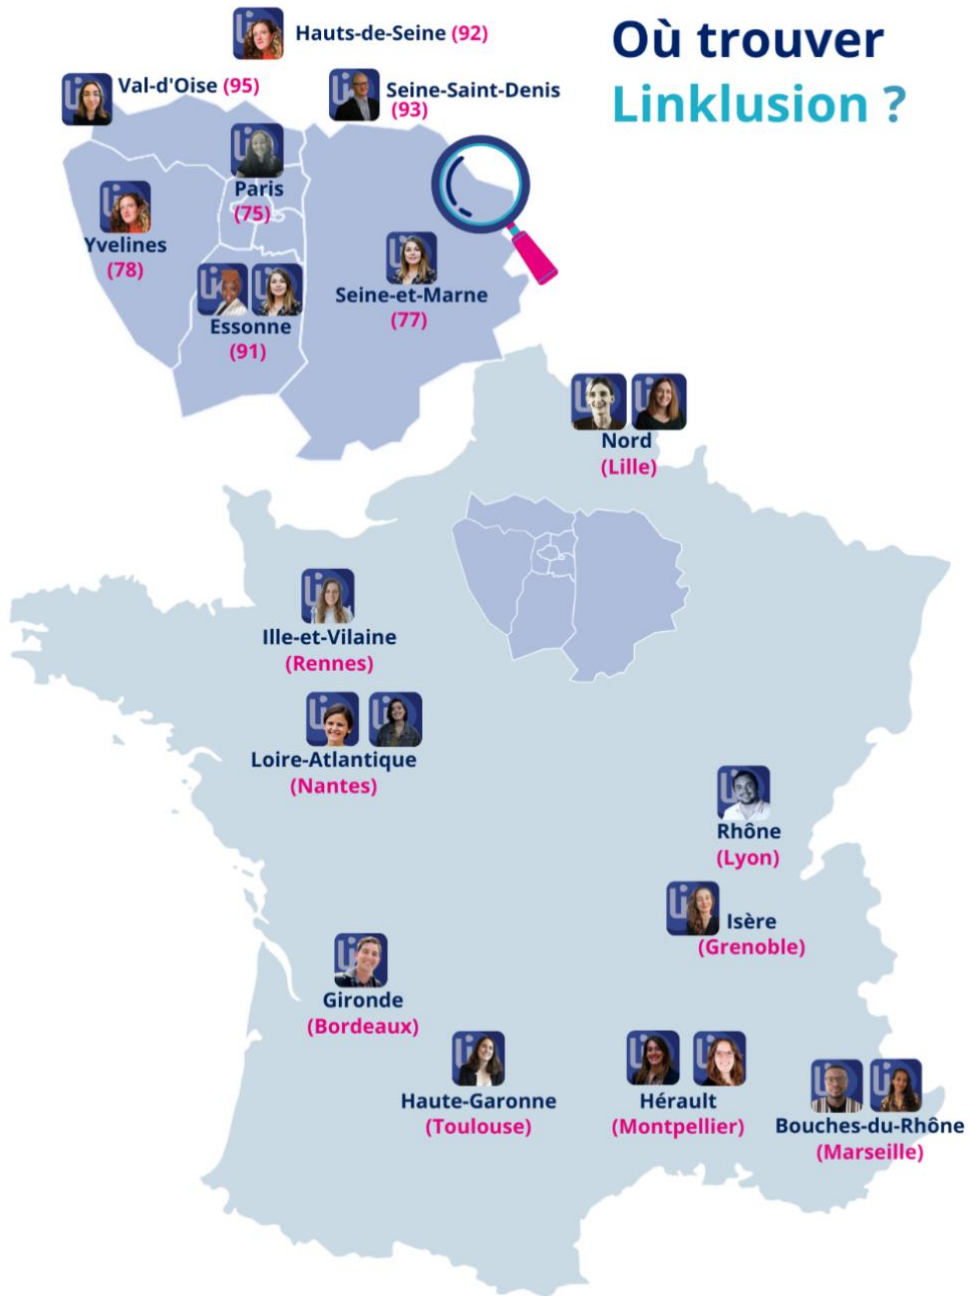 Où trouver
Linklusion ?
Hauts-de-Seine (92)
Val-d'Oise (95)
Seine-Saint-Denis
(93)
Paris
(75)
Yvelines
(78)
Seine-et-Marne
(77)
Essonne
(91)
Nord
(Lille)
Ille-et-Vilaine
(Rennes)
Loire-Atlantique
(Nantes)
Rhône
(Lyon)
Isère
(Grenoble)
Gironde
(Bordeaux)
Haute-Garonne
(Toulouse)
Hérault
(Montpellier)
Bouches-du-Rhône
(Marseille)